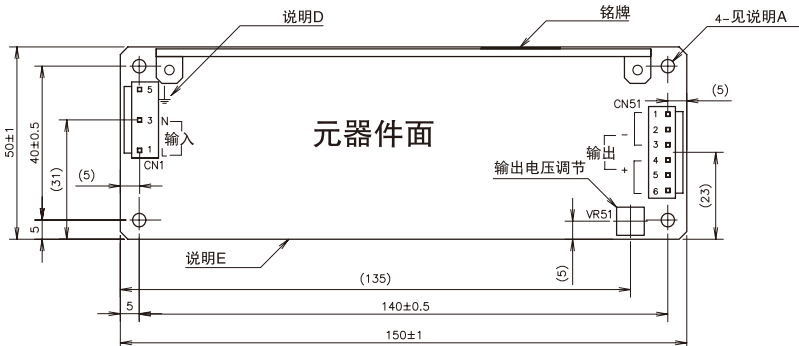 说明D
铭牌
4-见说明A
50±1
40±0.5
(31)
(5)
5
5
3
1
N
输入
CN1
元器件面
CN51
(5)
1
2
3
4
5
6
−
输出
+
输出电压调节
VR51
(23)
说明E
(5)
(135)
5
140±0.5
150±1